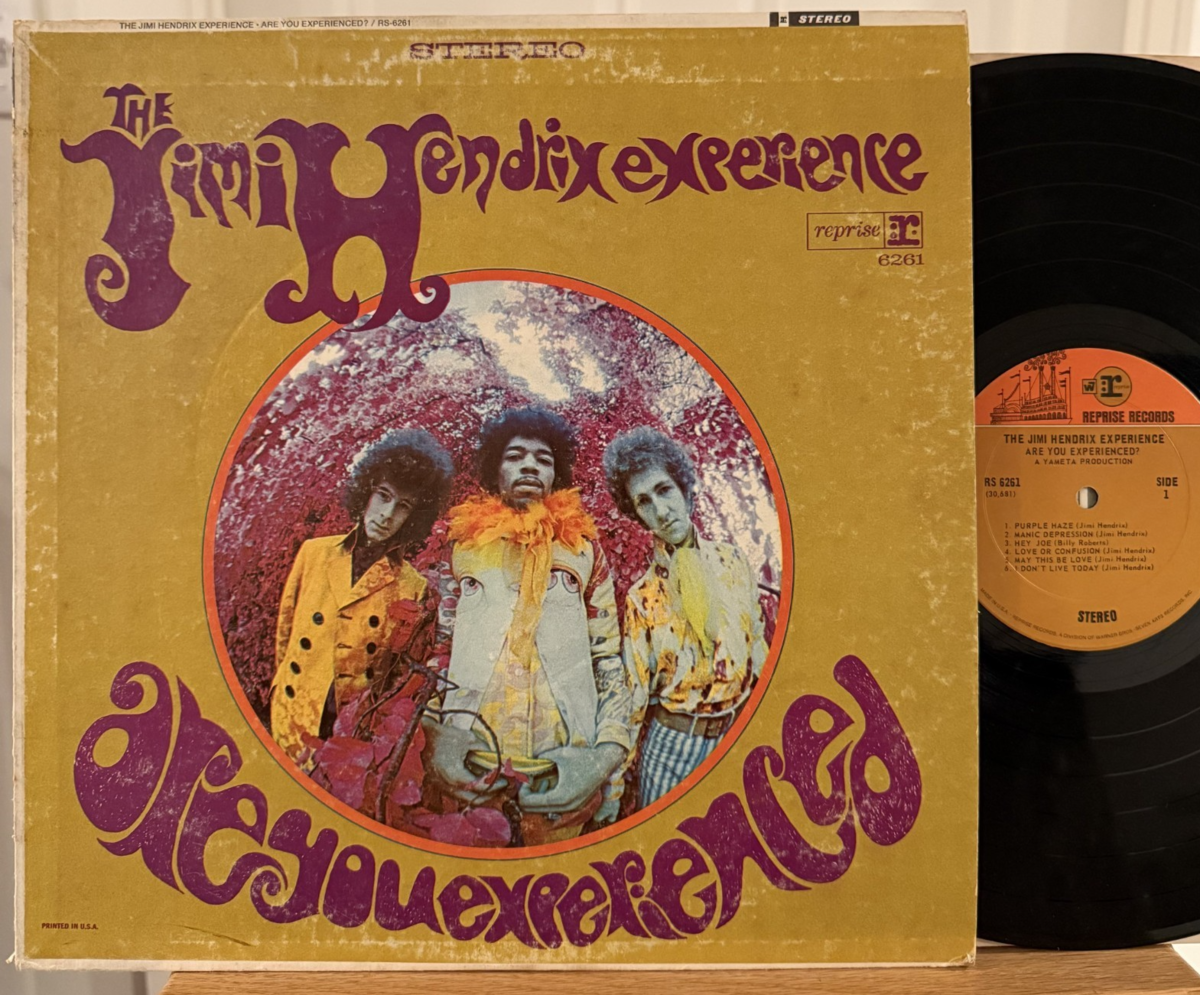 THE JIMI HENDRIX EXPERIENCE • ARE YOU EXPERIENCED? / RS-6261
STEREO
STEREO
THE
Jimi Hendrix experience
reprise r:
6261
are you experienced
PRINTED IN U.S.A.
W
r
REPRISE RECORDS
THE JIMI HENDRIX EXPERIENCE
ARE YOU EXPERIENCED?
A YAMETA PRODUCTION
RS 6261
(30,681)
SIDE
1
1. PURPLE HAZE (Jimi Hendrix)
2. MANIC DEPRESSION (Jimi Hendrix)
3. HEY JOE (Billy Roberts)
4. LOVE OR CONFUSION (Jimi Hendrix)
5. MAY THIS BE LOVE (Jimi Hendrix)
6. I DON'T LIVE TODAY (Jimi Hendrix)
STEREO